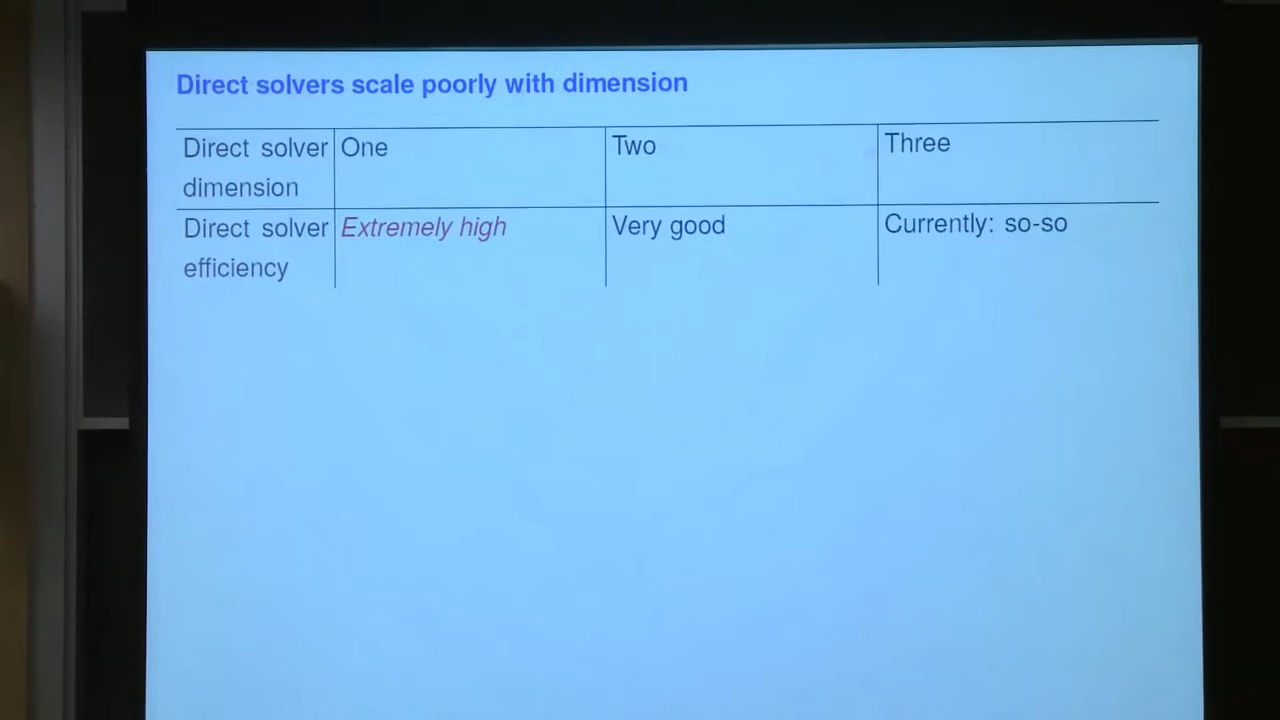 Direct solvers scale poorly with dimension
Direct solver One Two Three
dimension
Direct solver Extremely high Very good Currently: so-so
efficiency